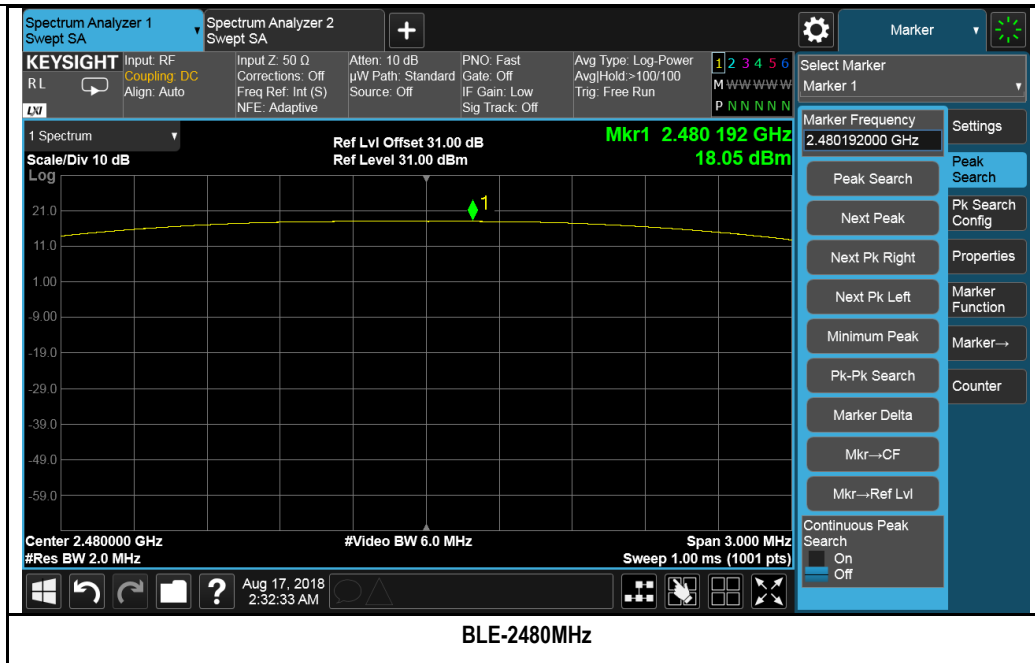 Spectrum Analyzer 1
Swept SA
Spectrum Analyzer 2
Swept SA
Marker
KEYSIGHT
R L
LXI
Input: RF
Coupling: DC
Align: Auto
Input Z: 50 Ω
Corrections: Off
Freq Ref: Int (S)
NFE: Adaptive
Atten: 10 dB
µW Path: Standard
Source: Off
PNO: Fast
Gate: Off
IF Gain: Low
Sig Track: Off
Avg Type: Log-Power
Avg|Hold:>100/100
Trig: Free Run
1 2 3 4 5 6
M W W W W W
P N N N N N
Select Marker
Marker 1
1 Spectrum
Scale/Div 10 dB
Log
Ref Lvl Offset 31.00 dB
Ref Level 31.00 dBm
Mkr1 2.480 192 GHz
18.05 dBm
1
21.0
11.0
1.00
-9.00
-19.0
-29.0
-39.0
-49.0
-59.0
Center 2.480000 GHz
#Res BW 2.0 MHz
#Video BW 6.0 MHz
Span 3.000 MHz
Sweep 1.00 ms (1001 pts)
Marker Frequency
2.480192000 GHz
Peak Search
Next Peak
Next Pk Right
Next Pk Left
Minimum Peak
Pk-Pk Search
Marker Delta
Mkr→CF
Mkr→Ref Lvl
Continuous Peak
Search
On
Off
Settings
Peak
Search
Pk Search
Config
Properties
Marker
Function
Marker→
Counter
?
Aug 17, 2018
2:32:33 AM
BLE-2480MHz